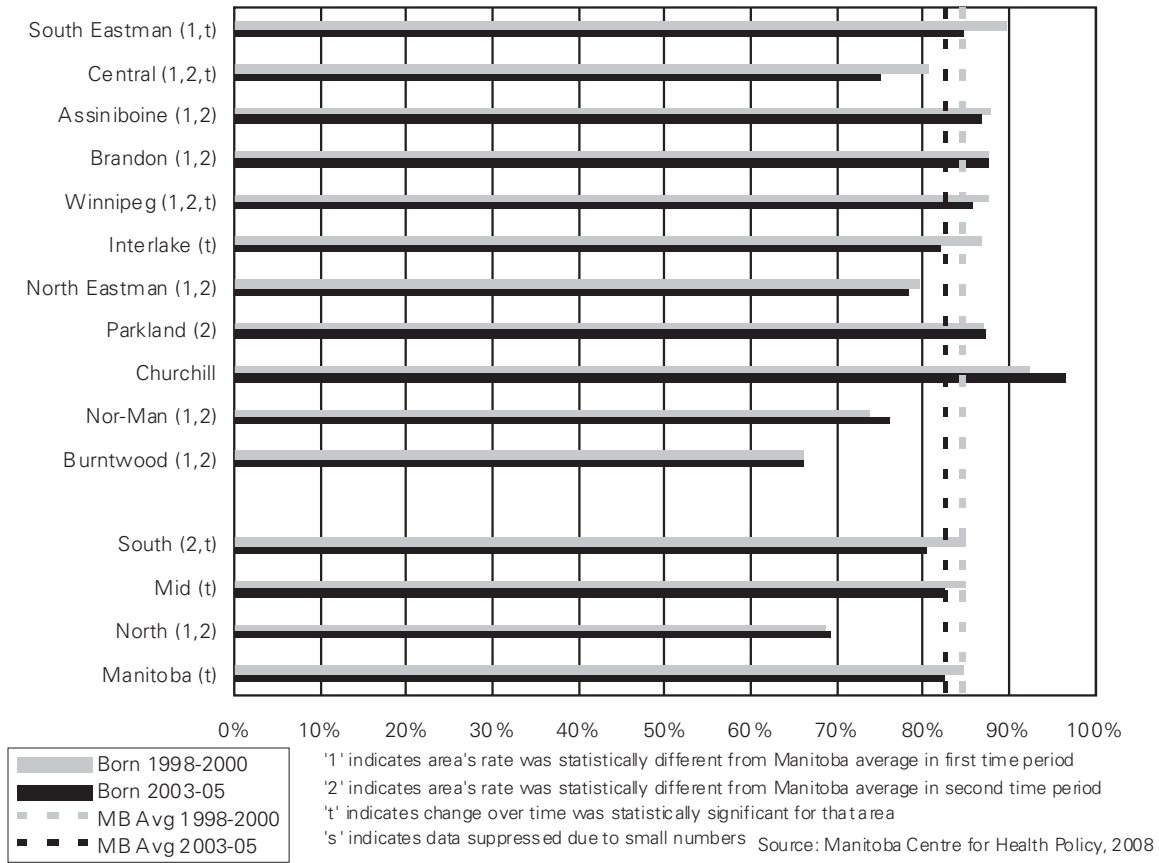 South Eastman (1,t)
Central (1,2,t)
Assiniboine (1,2)
Brandon (1,2)
Winnipeg (1,2,t)
Interlake (t)
North Eastman (1,2)
Parkland (2)
Churchill
Nor-Man (1,2)
Burntwood (1,2)
South (2,t)
Mid (t)
North (1,2)
Manitoba (t)
0% 10% 20% 30% 40% 50% 60% 70% 80% 90% 100%
Born 1998-2000
Born 2003-05
MB Avg 1998-2000
MB Avg 2003-05
'1' indicates area's rate was statistically different from Manitoba average in first time period
'2' indicates area's rate was statistically different from Manitoba average in second time period
't' indicates change over time was statistically significant for that area
's' indicates data suppressed due to small numbers
Source: Manitoba Centre for Health Policy, 2008